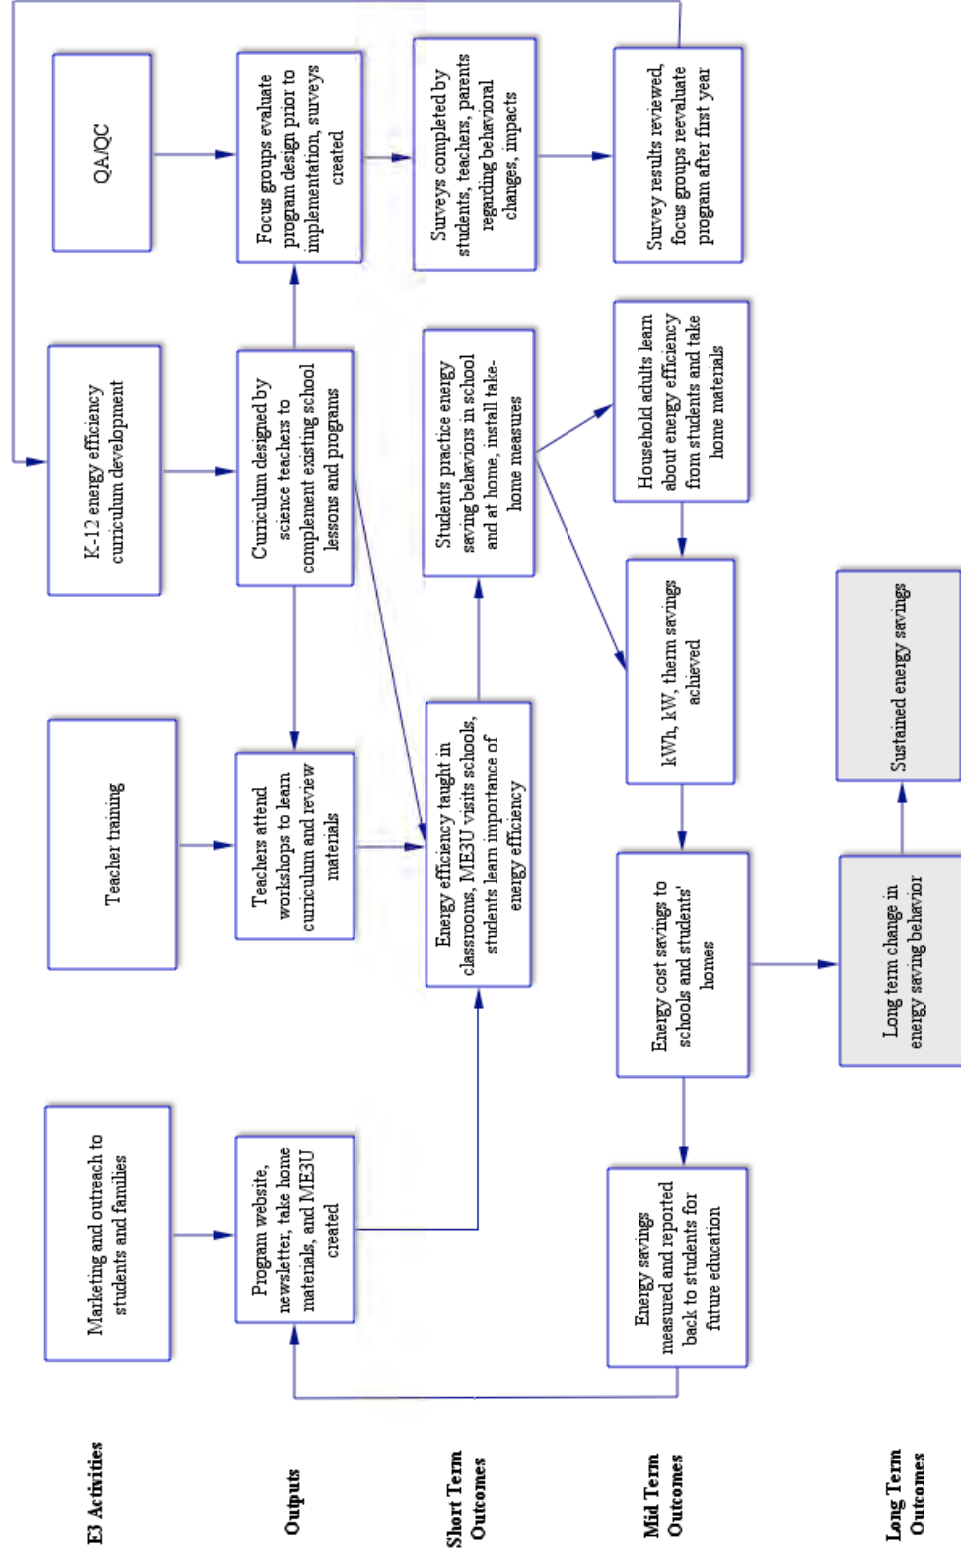 E3 Activities
Marketing and outreach to
students and families
Teacher training
K-12 energy efficiency
curriculum development
QA/QC
Outputs
Program website,
newsletter, take home
materials, and ME3U
created
Teachers attend
workshops to learn
curriculum and review
materials
Curriculum designed by
science teachers to
complement existing school
lessons and programs
Focus groups evaluate
program design prior to
implementation, surveys
created
Short Term
Outcomes
Energy efficiency taught in
classrooms, ME3U visits schools,
students learn importance of
energy efficiency
Students practice energy
saving behaviors in school
and at home, install take-
home measures
Surveys completed by
students, teachers, parents
regarding behavioral
changes, impacts
Mid Term
Outcomes
Energy savings
measured and reported
back to students for
future education
Energy cost savings to
schools and students'
homes
kWh, kW, therm savings
achieved
Household adults learn
about energy efficiency
from students and take
home materials
Survey results reviewed,
focus groups reevaluate
program after first year
Long Term
Outcomes
Long term change in
energy saving behavior
Sustained energy savings